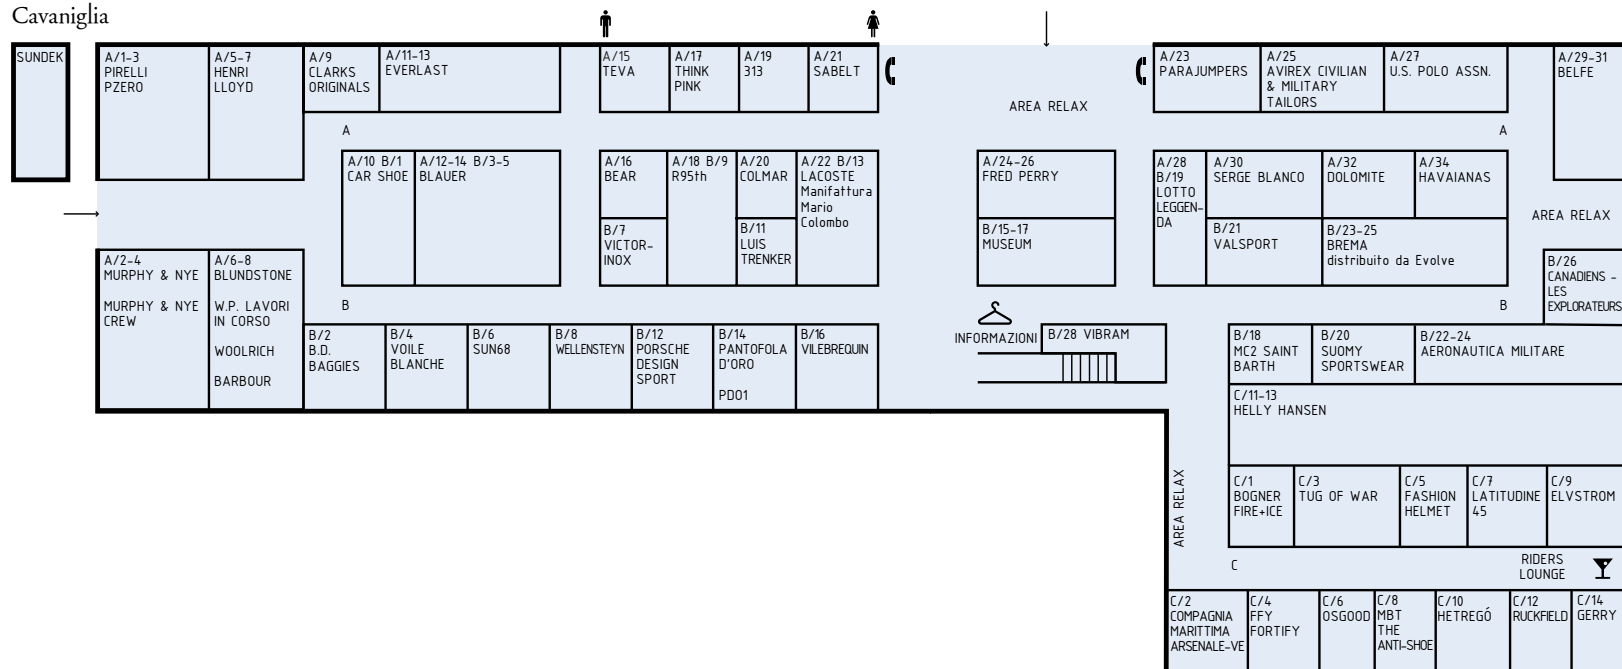 Cavaniglia
SUNDEK
A/1-3
PIRELLI
PZERO
A/5-7
HENRI
LLOYD
A/9
CLARKS
ORIGINALS
A/11-13
EVERLAST
A/15
TEVA
A/17
THINK
PINK
A/19
313
A/21
SABELT
AREA RELAX
A/23
PARAJUMPERS
A/25
AVIREX CIVILIAN
& MILITARY
TAILORS
A/27
U.S. POLO ASSN.
A/29-31
BELFE
A
A
A/10 B/1
CAR SHOE
A/12-14 B/3-5
BLAUER
A/16
BEAR
A/18 B/9
R95th
A/20
COLMAR
A/22 B/13
LACOSTE
Manifattura
Mario
Colombo
A/24-26
FRED PERRY
A/28
B/19
LOTTO
LEGGEN-
DA
A/30
SERGE BLANCO
A/32
DOLOMITE
A/34
HAVAIANAS
AREA RELAX
B/7
VICTOR-
INOX
B/11
LUIS
TRENKER
B/15-17
MUSEUM
B/21
VALSPORT
B/23-25
BREMA
distribuito da Evolve
A/2-4
MURPHY & NYE
MURPHY & NYE
CREW
A/6-8
BLUNDSTONE
W.P. LAVORI
IN CORSO
WOOLRICH
BARBOUR
B/26
CANADIENS -
LES
EXPLORATEURS
B
B
B/2
B.D.
BAGGIES
B/4
VOILE
BLANCHE
B/6
SUN68
B/8
WELLENSTEYN
B/12
PORSCHE
DESIGN
SPORT
B/14
PANTOFOLA
D'ORO
PD01
B/16
VILEBREQUIN
INFORMAZIONI
B/28 VIBRAM
B/18
MC2 SAINT
BARTH
B/20
SUOMY
SPORTSWEAR
B/22-24
AERONAUTICA MILITARE
C/11-13
HELLY HANSEN
AREA RELAX
C/1
BOGNER
FIRE+ICE
C/3
TUG OF WAR
C/5
FASHION
HELMET
C/7
LATITUDINE
45
C/9
ELVSTROM
C
RIDERS
LOUNGE
C/2
COMPAGNIA
MARITTIMA
ARSENALE-VE
C/4
FFY
FORTIFY
C/6
OSGOOD
C/8
MBT
THE
ANTI-SHOE
C/10
HETREGÓ
C/12
RUCKFIELD
C/14
GERRY